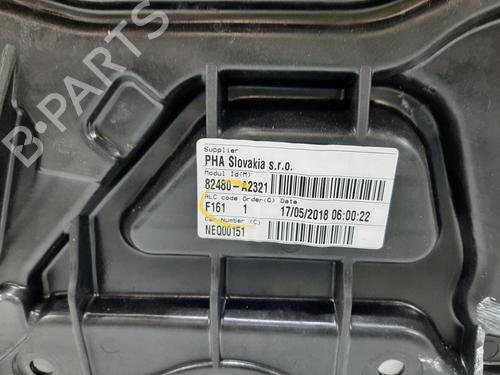 B-PARTS
Supplier
PHA Slovakia s.r.o.
Modul Id(M)
82480-A2321
ALC code Order(C) Date
F161 1 17/05/2018 06:00:22
Car Number (C)
NEQ00151